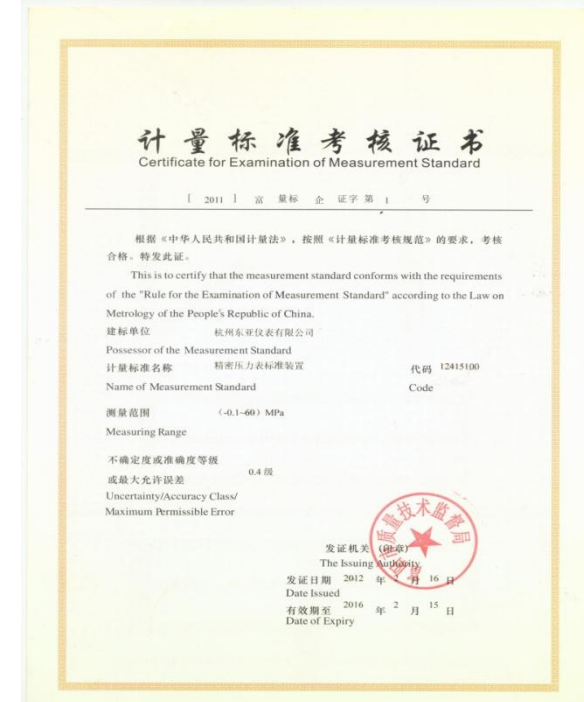 计量标准考核证书
Certificate for Examination of Measurement Standard
［ 2011 ］ 富 量标 企 证字第 1 号
根据《中华人民共和国计量法》，按照《计量标准考核规范》的要求，考核
合格。特发此证。
This is to certify that the measurement standard conforms with the requirements
of the "Rule for the Examination of Measurement Standard" according to the Law on
Metrology of the People's Republic of China.
建标单位 杭州东亚仪表有限公司
Possessor of the Measurement Standard
计量标准名称 精密压力表标准装置 代码 12415100
Name of Measurement Standard Code
测量范围 （-0.1~60）MPa
Measuring Range
不确定度或准确度等级
或最大允许误差 0.4 级
Uncertainty/Accuracy Class/
Maximum Permissible Error
质量技术监督局
发证机关 (印章)
The Issuing Authority
发证日期 2012 年 月 16 日
Date Issued
有效期至 2016 年 2 月 15 日
Date of Expiry